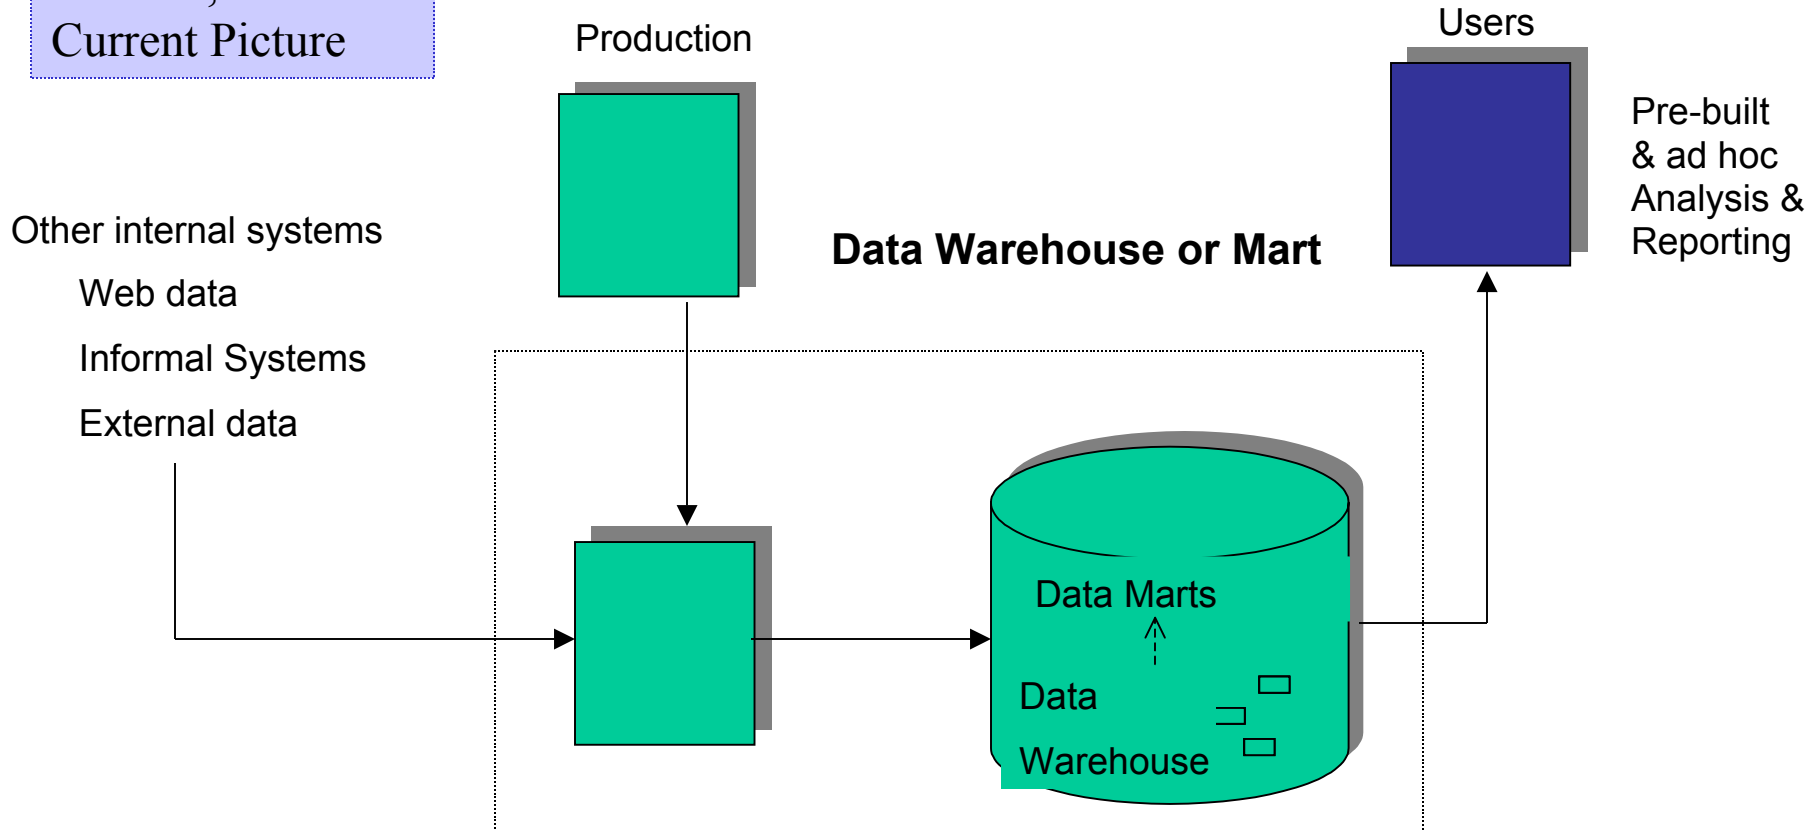 Current Picture
Production
Users
Pre-built
& ad hoc
Analysis &
Reporting
Other internal systems
Web data
Informal Systems
External data
Data Warehouse or Mart
Data Marts
Data
Warehouse